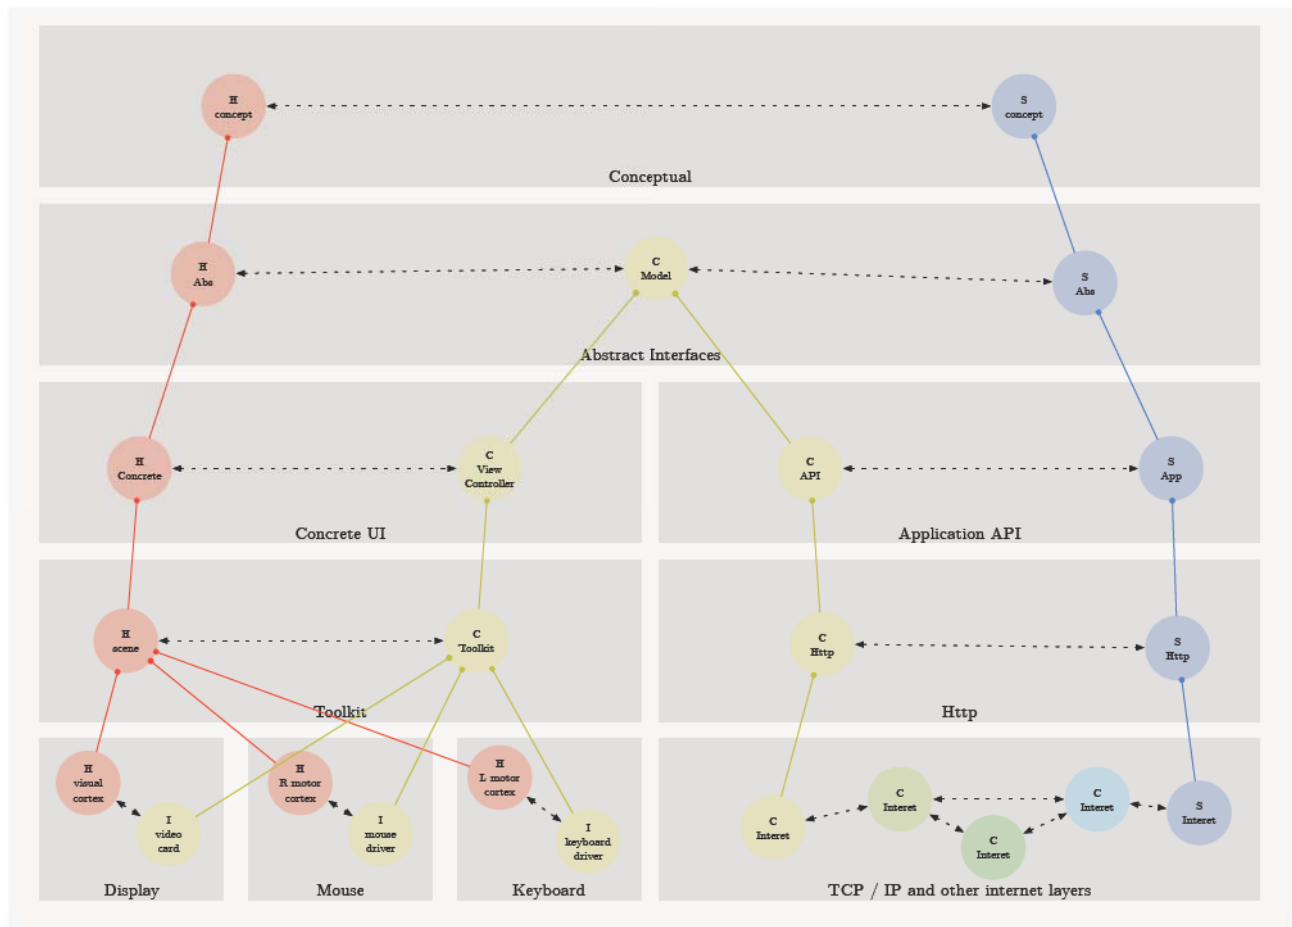 H
concept
S
concept
Conceptual
H
Abs
C
Model
S
Abs
Abstract Interfaces
H
Concrete
C
View
Controller
C
API
S
App
Concrete UI
Application API
H
scene
C
Toolkit
C
Http
S
Http
Toolkit
Http
H
visual
cortex
I
video
card
H
R motor
cortex
I
mouse
driver
H
L motor
cortex
I
keyboard
driver
C
Interet
C
Interet
C
Interet
C
Interet
S
Interet
Display
Mouse
Keyboard
TCP / IP and other internet layers